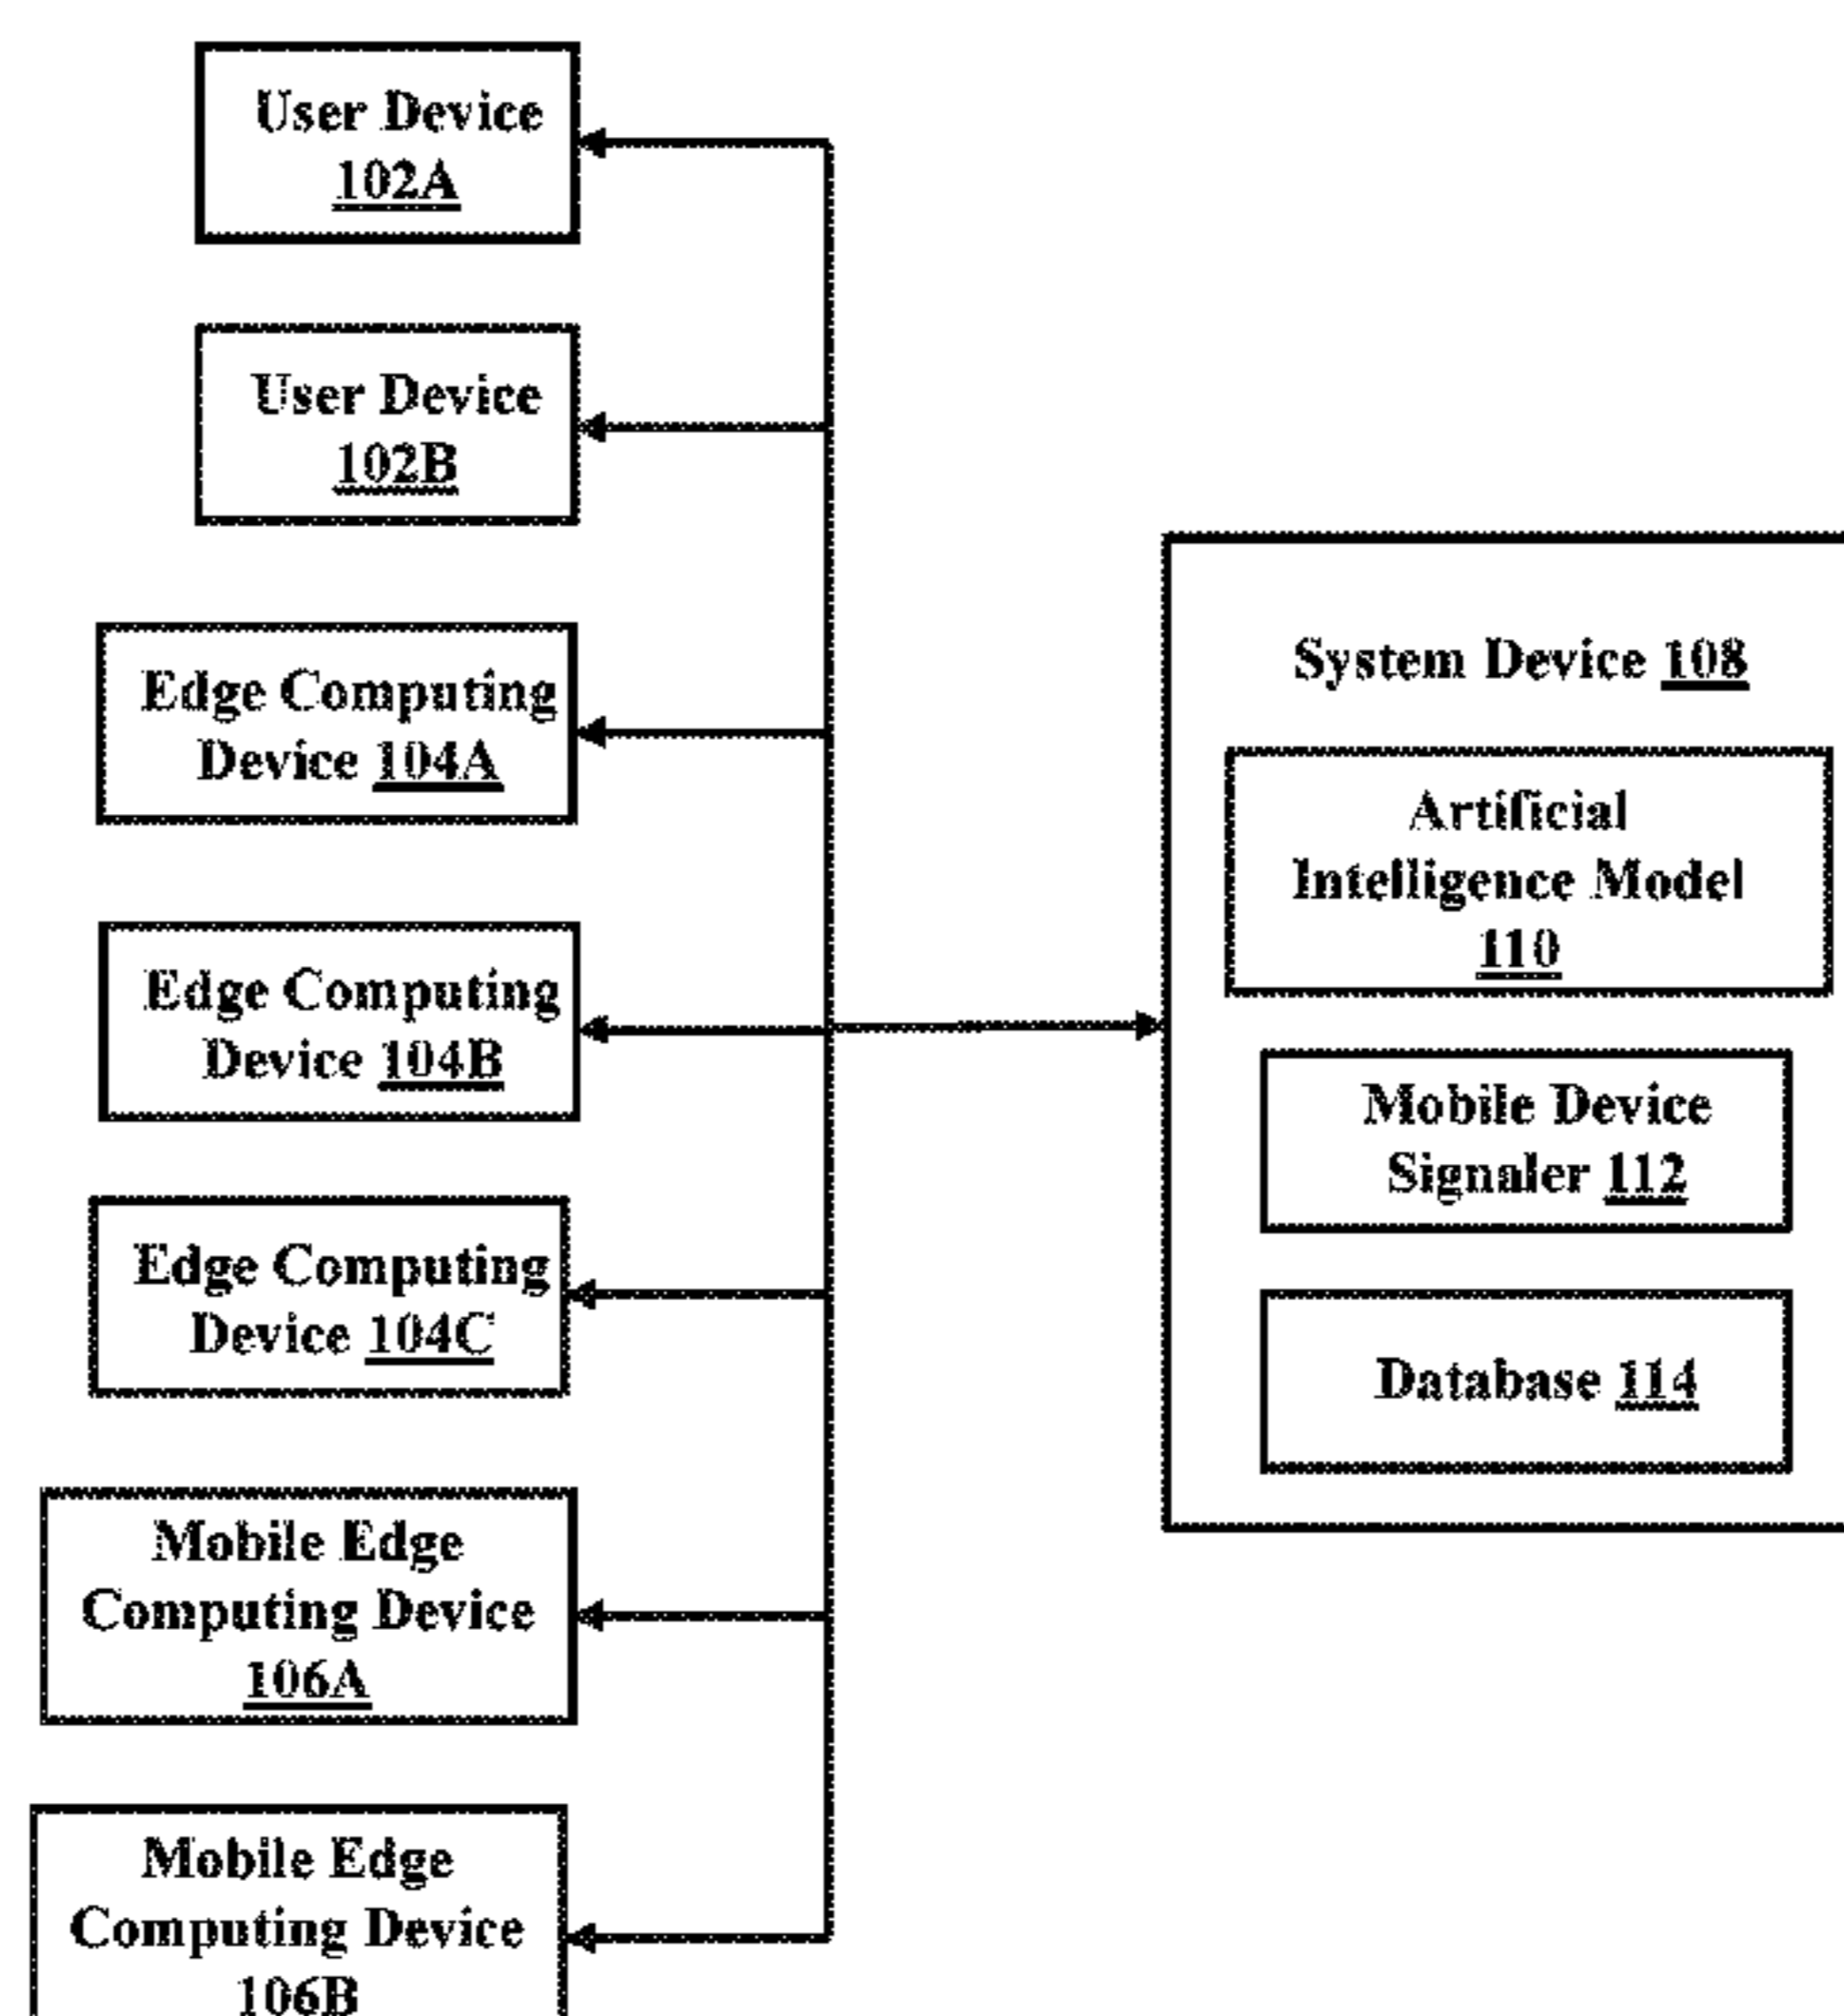 User Device
102A
User Device
102B
Edge Computing
Device 104A
Edge Computing
Device 104B
Edge Computing
Device 104C
Mobile Edge
Computing Device
106A
Mobile Edge
Computing Device
106B
System Device 108
Artificial
Intelligence Model
110
Mobile Device
Signaler 112
Database 114